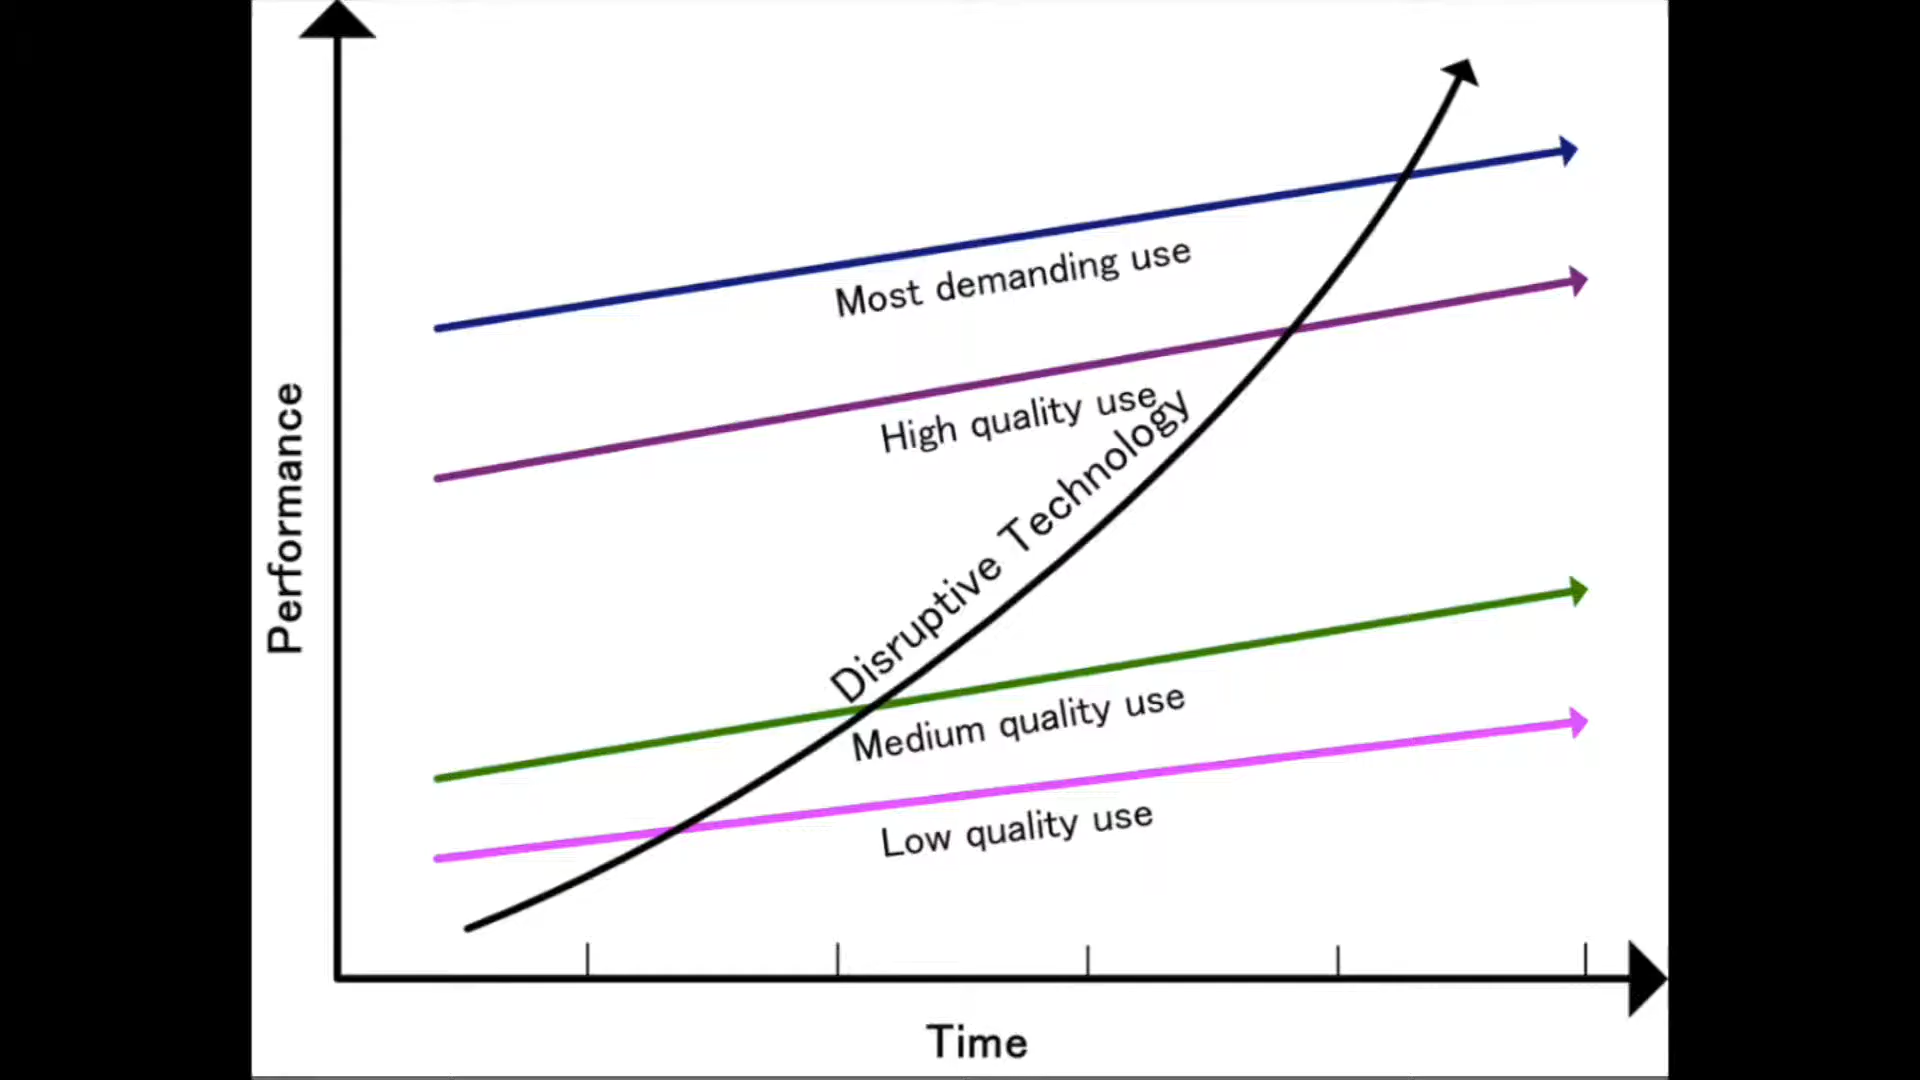 Performance
Most demanding use
High quality use
Disruptive Technology
Medium quality use
Low quality use
Time